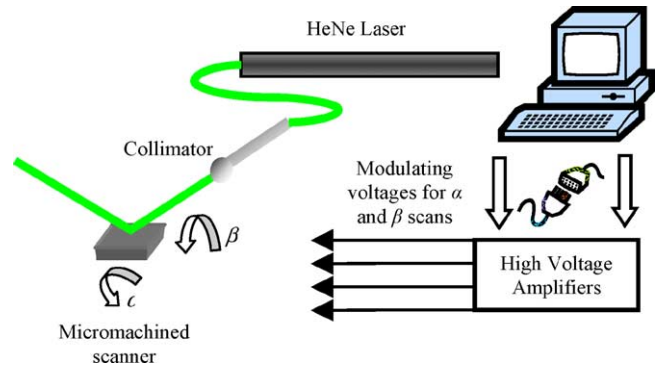 HeNe Laser
Collimator
Modulating
voltages for α
and β scans
β
High Voltage
Amplifiers
Micromachined
scanner